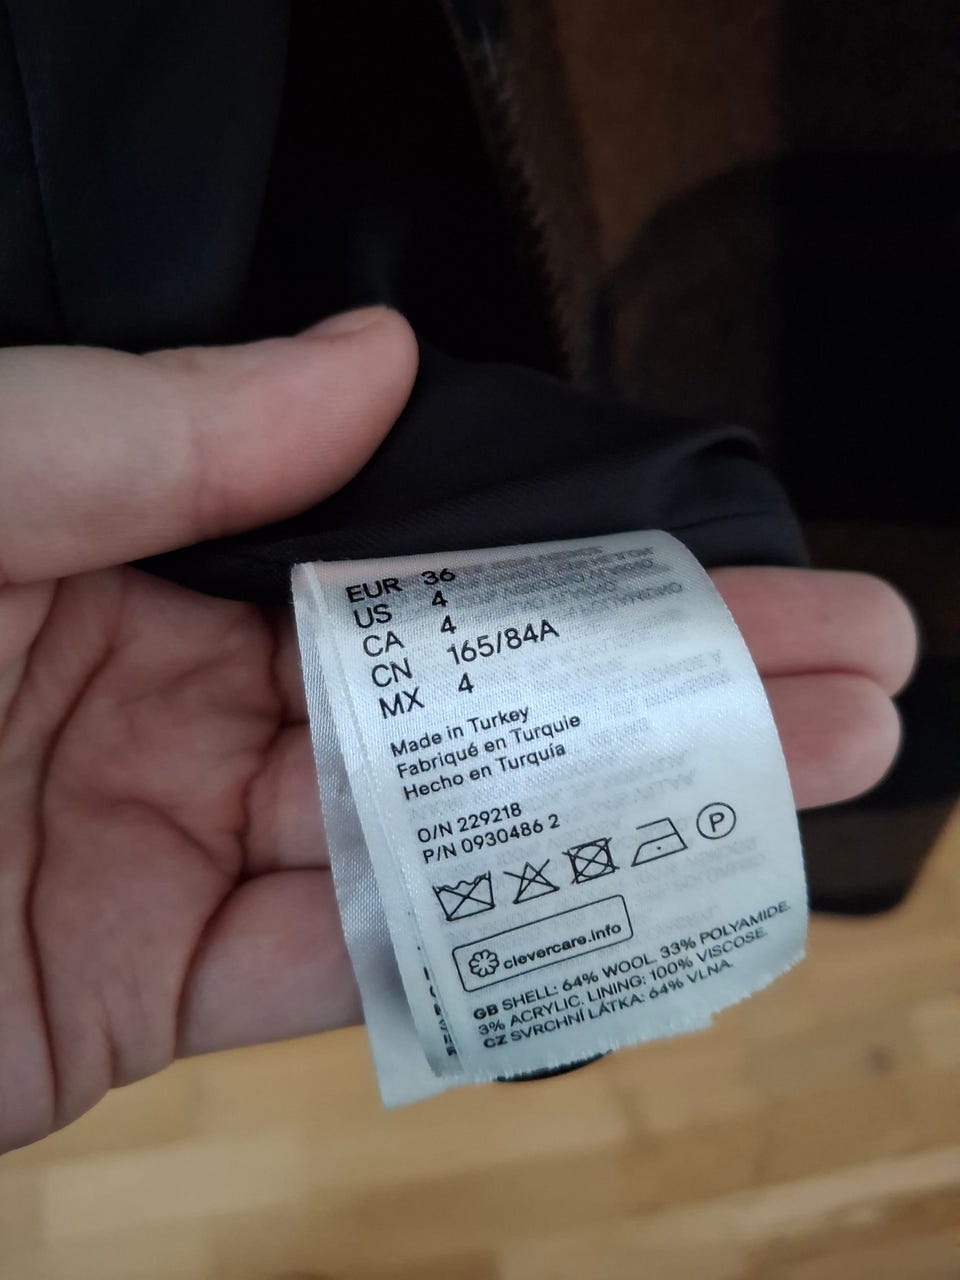 EUR 36
US 4
CA 4
CN 165/84A
MX 4
Made in Turkey
Fabriqué en Turquie
Hecho en Turquía
O/N 229218
P/N 0930486 2
P
clevercare.info
GB SHELL: 64% WOOL, 33% POLYAMIDE.
3% ACRYLIC. LINING: 100% VISCOSE.
CZ SVRCHNÍ LÁTKA: 64% VLNA.